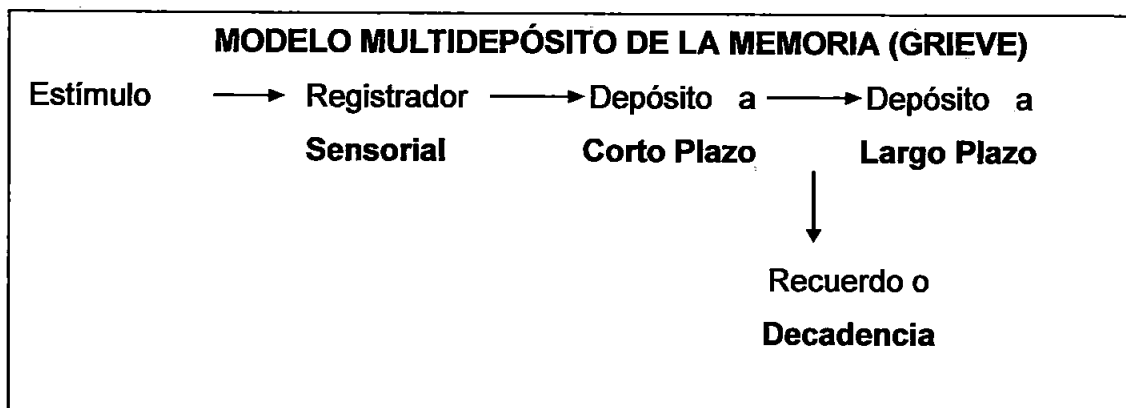 MODELO MULTIDEPÓSITO DE LA MEMORIA (GRIEVE)
Estímulo Registrador Depósito a Depósito a
Sensorial Corto Plazo Largo Plazo
Recuerdo o
Decadencia